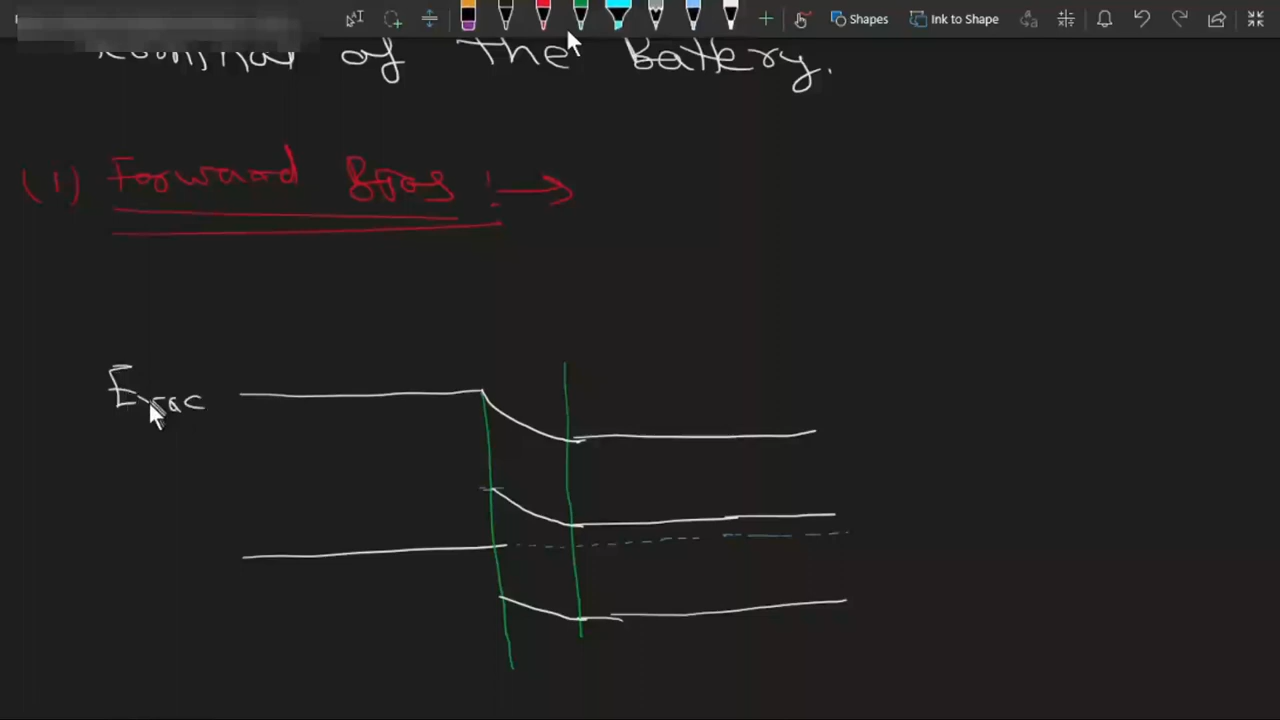 Shapes Ink to Shape
of the Battery.
(1) Forward Bias :→
Evac